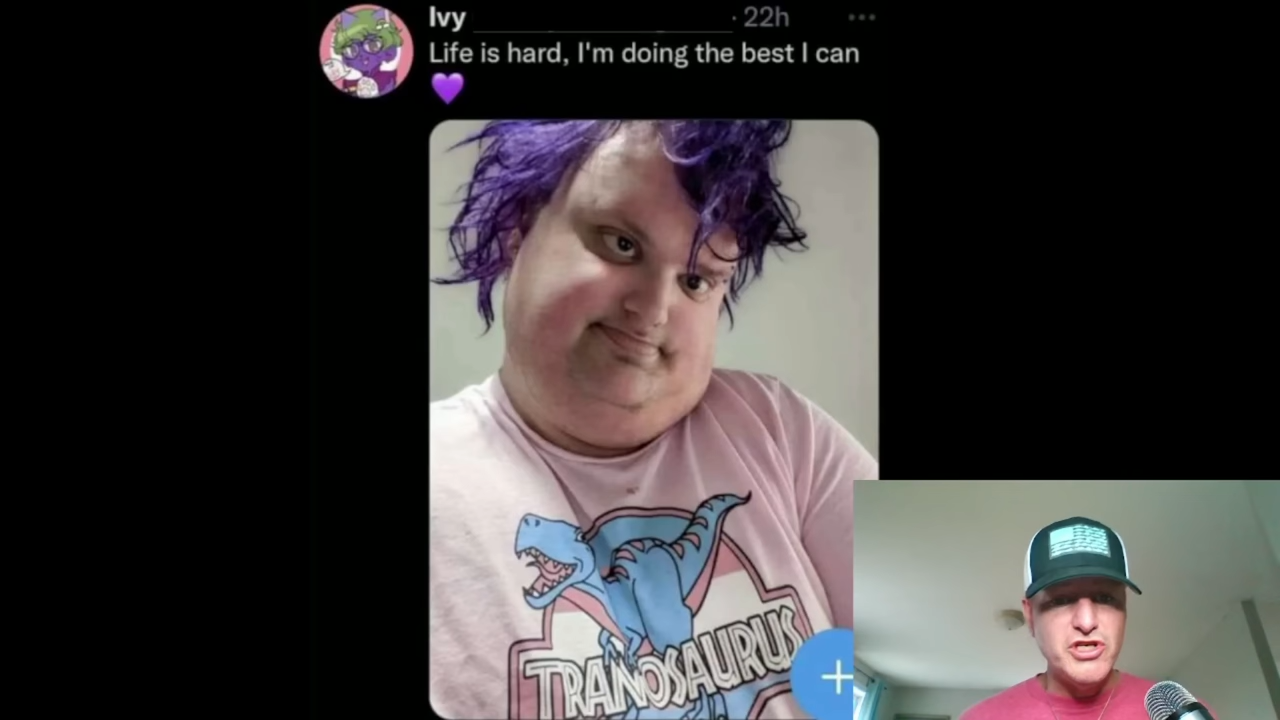 Ivy · 22h
Life is hard, I'm doing the best I can
💜
TRANOSAURUS